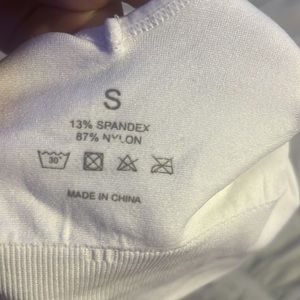 S
13% SPANDEX
87% NYLON
30°
MADE IN CHINA